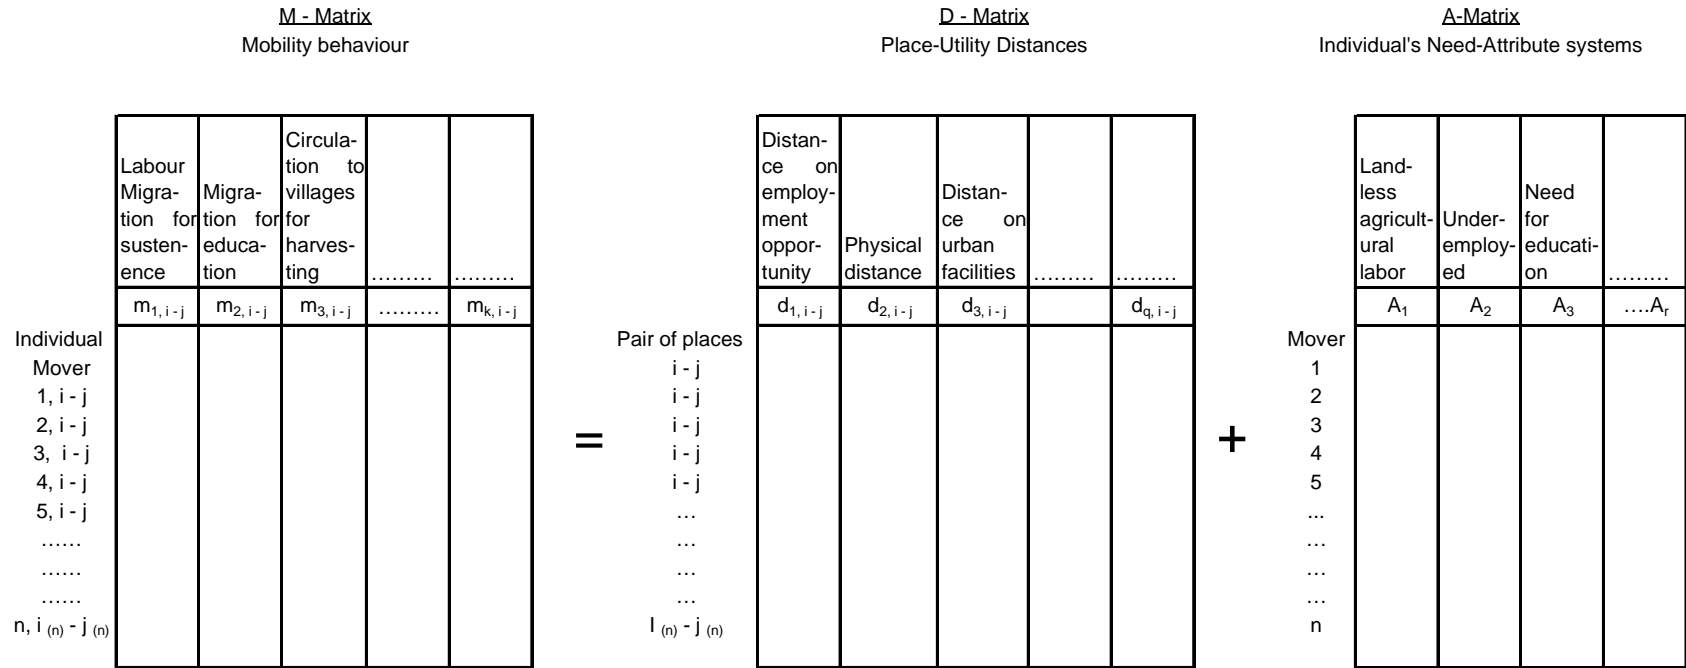 M - Matrix
Mobility behaviour
D - Matrix
Place-Utility Distances
A-Matrix
Individual's Need-Attribute systems
Labour
Migra-
tion for
susten-
ence
Migra-
tion for
educa-
tion
Circula-
tion to
villages
for
harves-
ting
.........
.........
m1, i - j
m2, i - j
m3, i - j
.........
mk, i - j
Individual
Mover
1, i - j
2, i - j
3, i - j
4, i - j
5, i - j
......
......
......
n, i (n) - j (n)
=
Distan-
ce on
employ-
ment
oppor-
tunity
Physical
distance
Distan-
ce on
urban
facilities
.........
.........
d1, i - j
d2, i - j
d3, i - j
dq, i - j
Pair of places
i - j
i - j
i - j
i - j
i - j
...
...
...
...
I (n) - j (n)
+
Land-
less
agricult-
ural
labor
Under-
employ-
ed
Need
for
educati-
on
.........
A1
A2
A3
....Ar
Mover
1
2
3
4
5
...
...
...
...
n